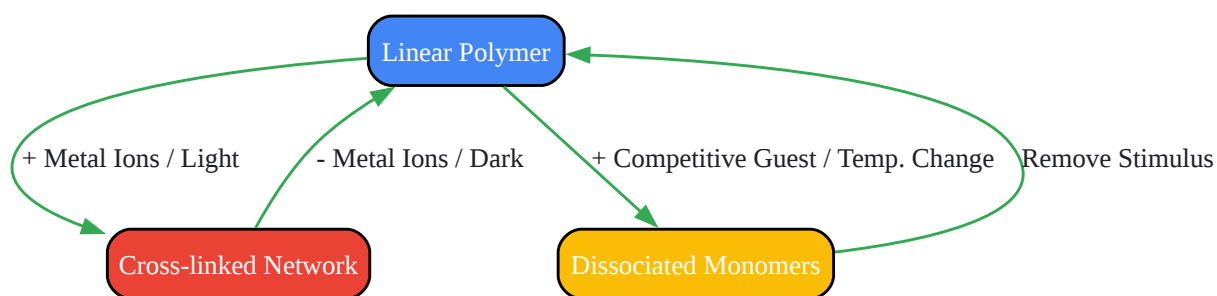 Linear Polymer
+ Metal Ions / Light
- Metal Ions / Dark
+ Competitive Guest / Temp. Change
Remove Stimulus
Cross-linked Network
Dissociated Monomers